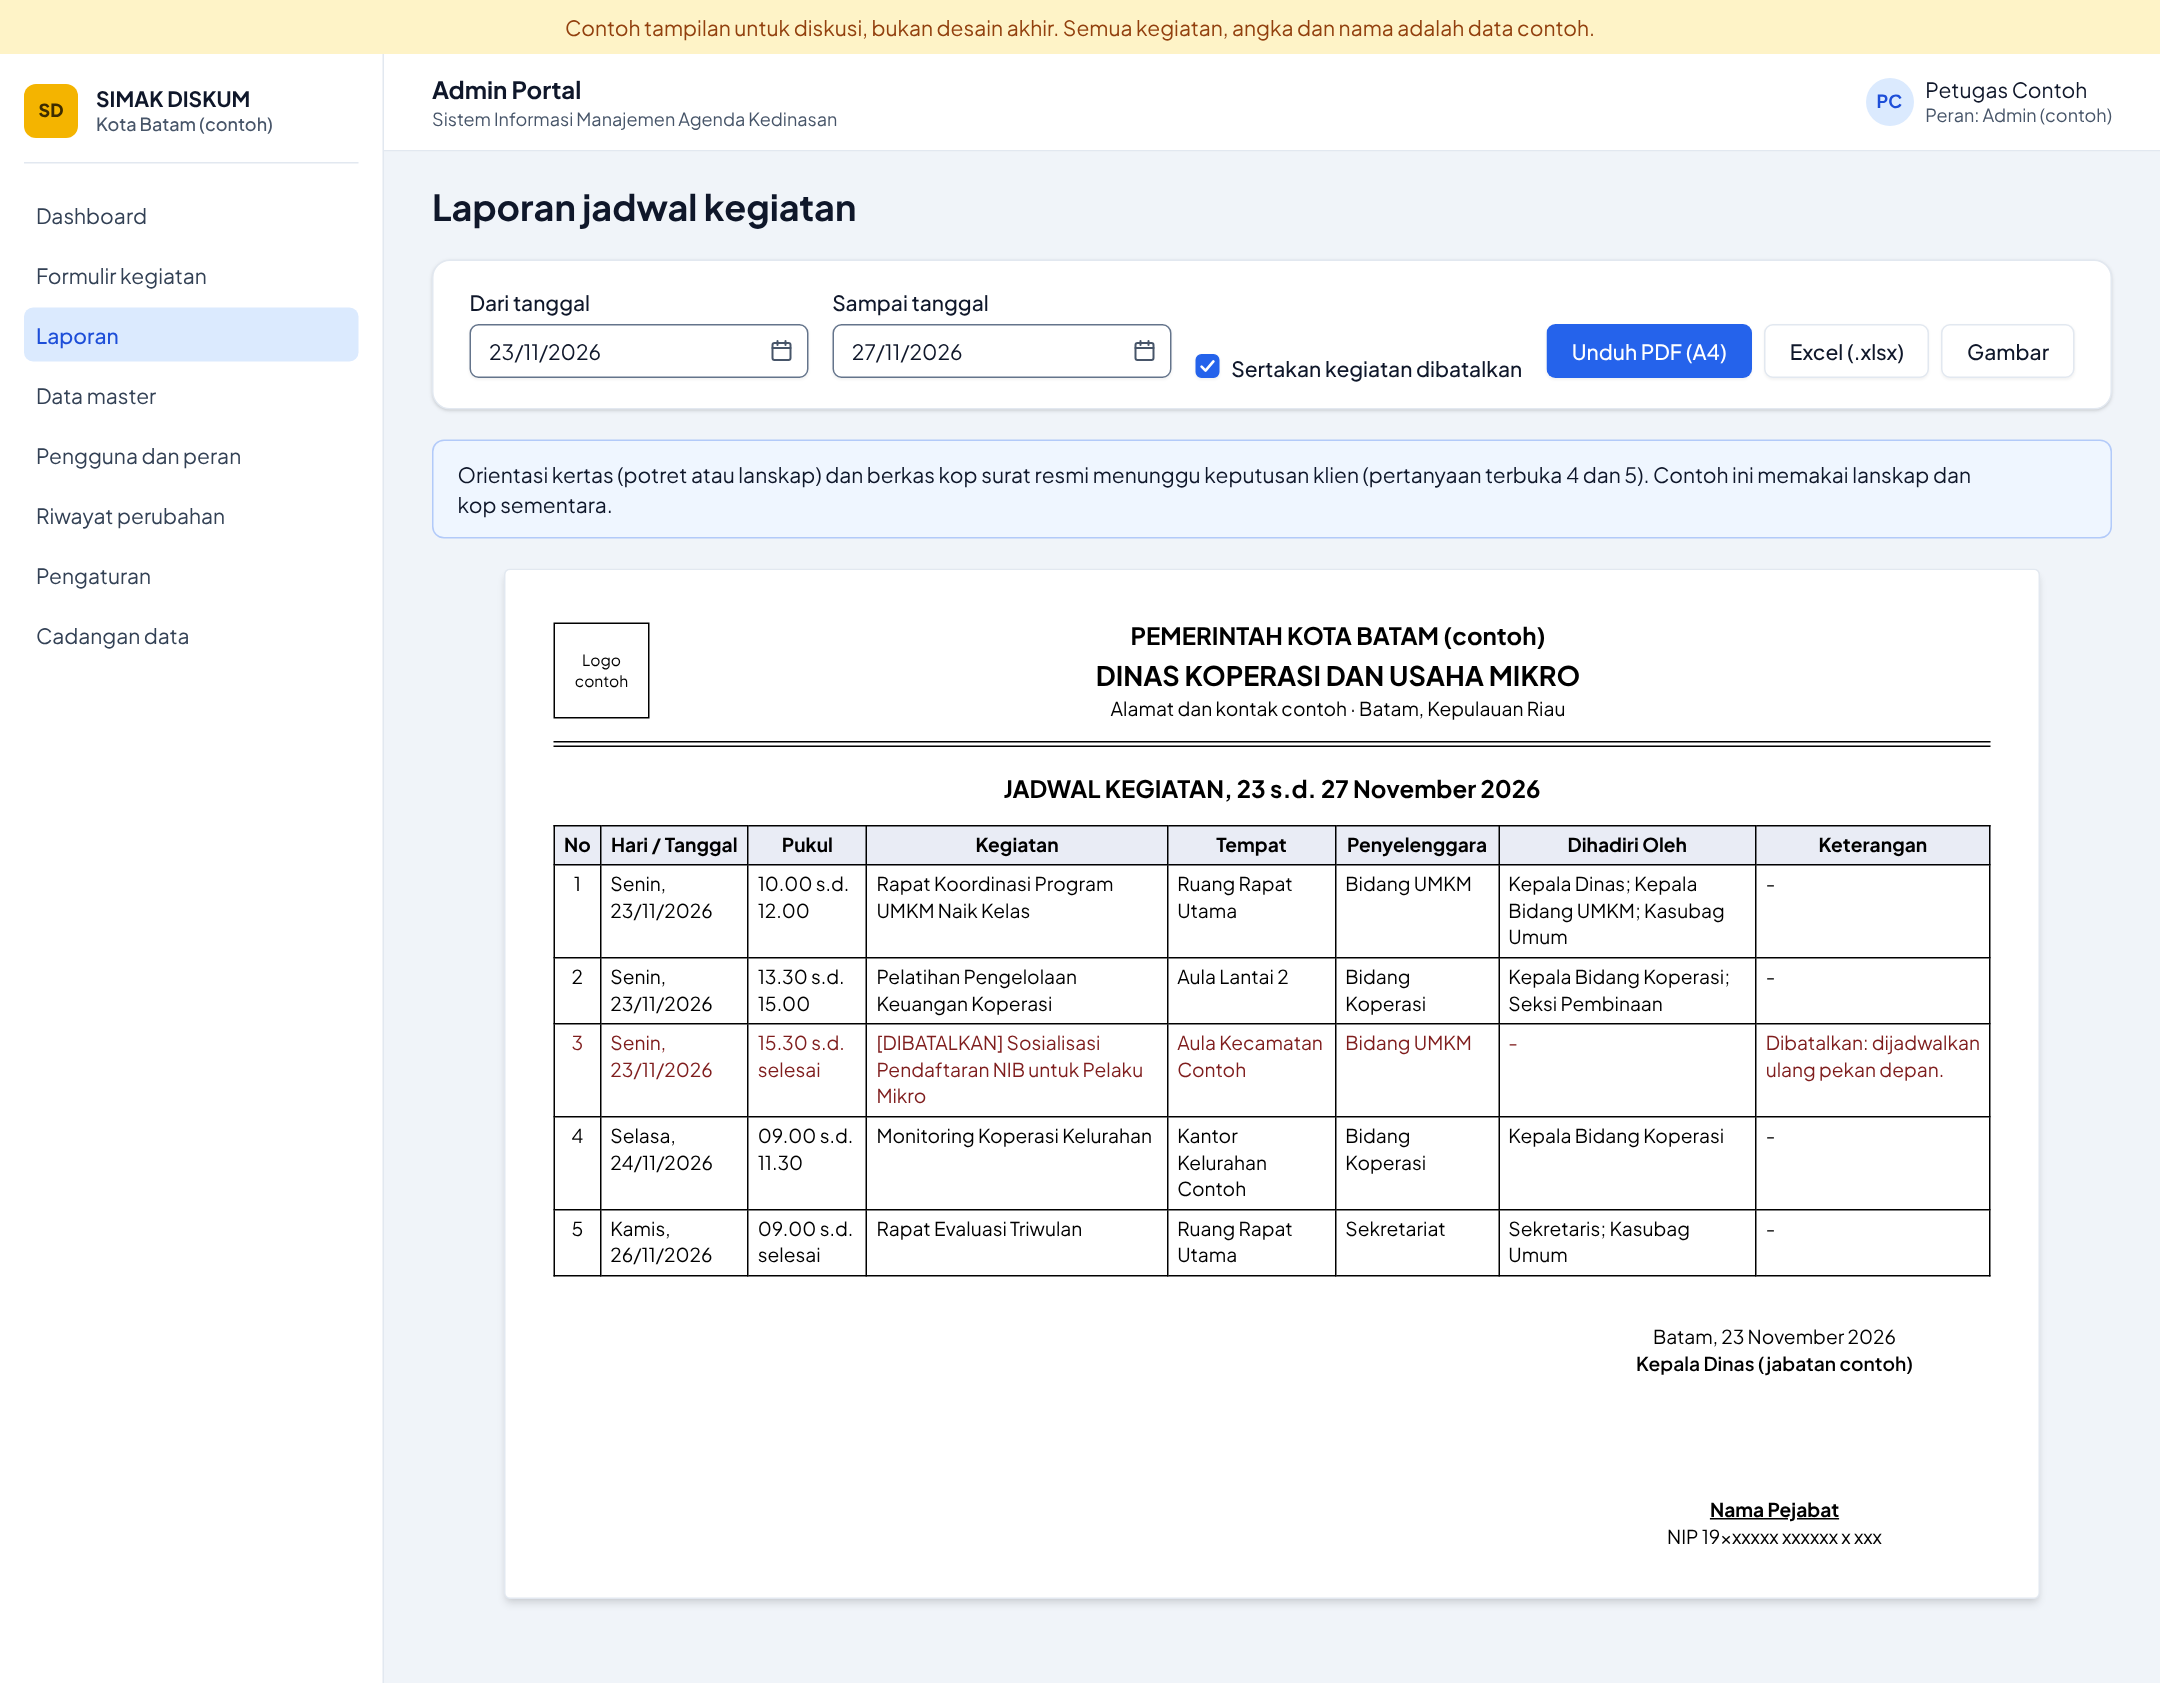 Contoh tampilan untuk diskusi, bukan desain akhir. Semua kegiatan, angka dan nama adalah data contoh.
SD
SIMAK DISKUM
Kota Batam (contoh)
Dashboard
Formulir kegiatan
Laporan
Data master
Pengguna dan peran
Riwayat perubahan
Pengaturan
Cadangan data
Admin Portal
Sistem Informasi Manajemen Agenda Kedinasan
PC
Petugas Contoh
Peran: Admin (contoh)
Laporan jadwal kegiatan
Dari tanggal
23/11/2026
Sampai tanggal
27/11/2026
Sertakan kegiatan dibatalkan
Unduh PDF (A4)
Excel (.xlsx)
Gambar
Orientasi kertas (potret atau lanskap) dan berkas kop surat resmi menunggu keputusan klien (pertanyaan terbuka 4 dan 5). Contoh ini memakai lanskap dan
kop sementara.
Logo
contoh
PEMERINTAH KOTA BATAM (contoh)
DINAS KOPERASI DAN USAHA MIKRO
Alamat dan kontak contoh · Batam, Kepulauan Riau
JADWAL KEGIATAN, 23 s.d. 27 November 2026
No Hari / Tanggal Pukul Kegiatan Tempat Penyelenggara Dihadiri Oleh Keterangan
1 Senin, 10.00 s.d. Rapat Koordinasi Program Ruang Rapat Bidang UMKM Kepala Dinas; Kepala -
23/11/2026 12.00 UMKM Naik Kelas Utama Bidang UMKM; Kasubag
Umum
2 Senin, 13.30 s.d. Pelatihan Pengelolaan Aula Lantai 2 Bidang Kepala Bidang Koperasi; -
23/11/2026 15.00 Keuangan Koperasi Koperasi Seksi Pembinaan
3 Senin, 15.30 s.d. [DIBATALKAN] Sosialisasi Aula Kecamatan Bidang UMKM - Dibatalkan: dijadwalkan
23/11/2026 selesai Pendaftaran NIB untuk Pelaku Contoh ulang pekan depan.
Mikro
4 Selasa, 09.00 s.d. Monitoring Koperasi Kelurahan Kantor Bidang Kepala Bidang Koperasi -
24/11/2026 11.30 Kelurahan Koperasi
Contoh
5 Kamis, 09.00 s.d. Rapat Evaluasi Triwulan Ruang Rapat Sekretariat Sekretaris; Kasubag -
26/11/2026 selesai Utama Umum
Batam, 23 November 2026
Kepala Dinas (jabatan contoh)
Nama Pejabat
NIP 19×xxxxx xxxxxx x xxx